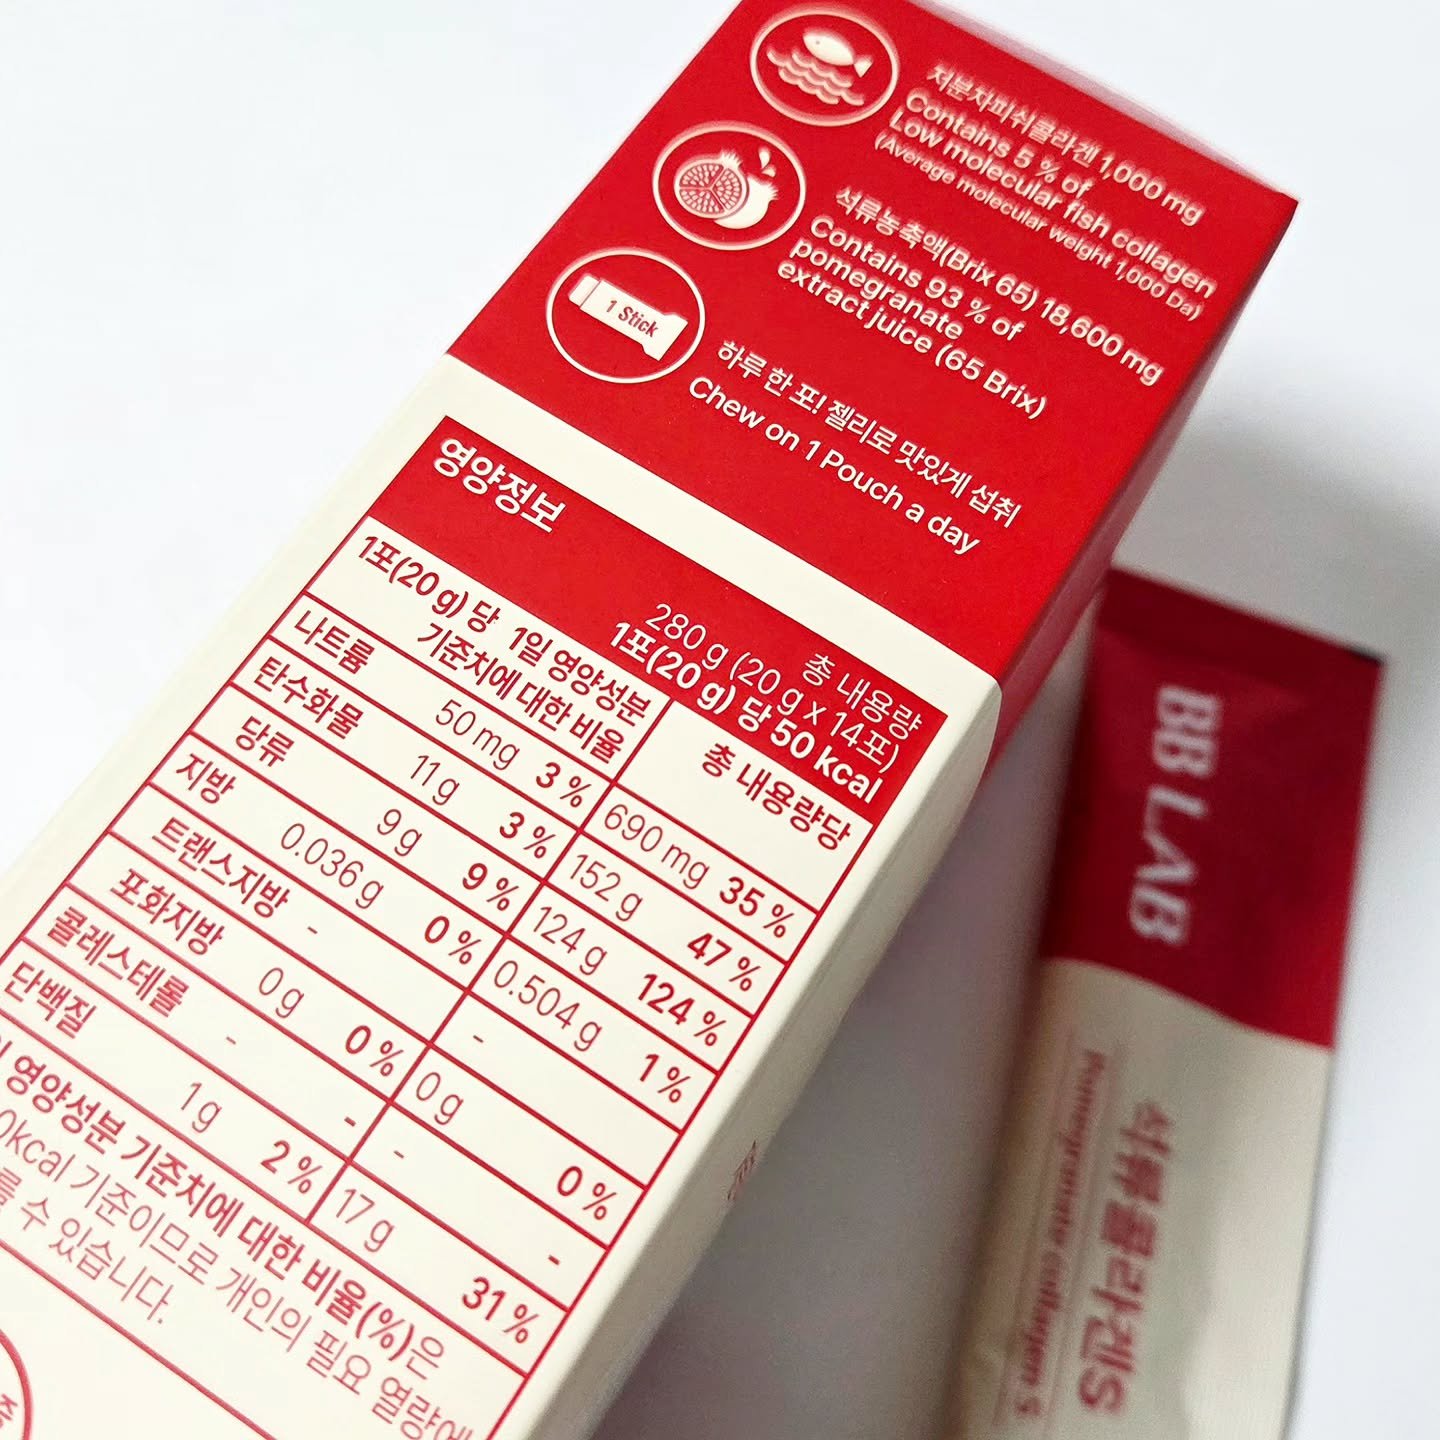 저분자피쉬콜라겐 1,000 mg
Contains 5 % of
Low molecular fish collagen
(Average molecular weight 1,000 Da)
석류농축액(Brix 65) 18,600 mg
Contains 93 % of
pomegranate
extract juice (65 Brix)
1 Stick
하루 한 포! 젤리로 맛있게 섭취
Chew on 1 Pouch a day
영양정보
총 내용량
280 g (20 g x 14포)
1포(20 g) 당 50 kcal
1포(20 g) 당 1일 영양성분 총 내용량당
기준치에 대한 비율
나트륨 50 mg 3 % 690 mg 35 %
탄수화물 11 g 3 % 152 g 47 %
당류 9 g 9 % 124 g 124 %
지방 0.036 g 0 % 0.504 g 1 %
트랜스지방 - -
포화지방 0 g 0 % 0 g 0 %
콜레스테롤 - - - -
단백질 1 g 2 % 17 g 31 %
영양성분 기준치에 대한 비율(%)은
0kcal 기준이므로 개인의 필요 열량에
를 수 있습니다.
BB LAB
석류콜라겐S
Pomegranate Collagen S